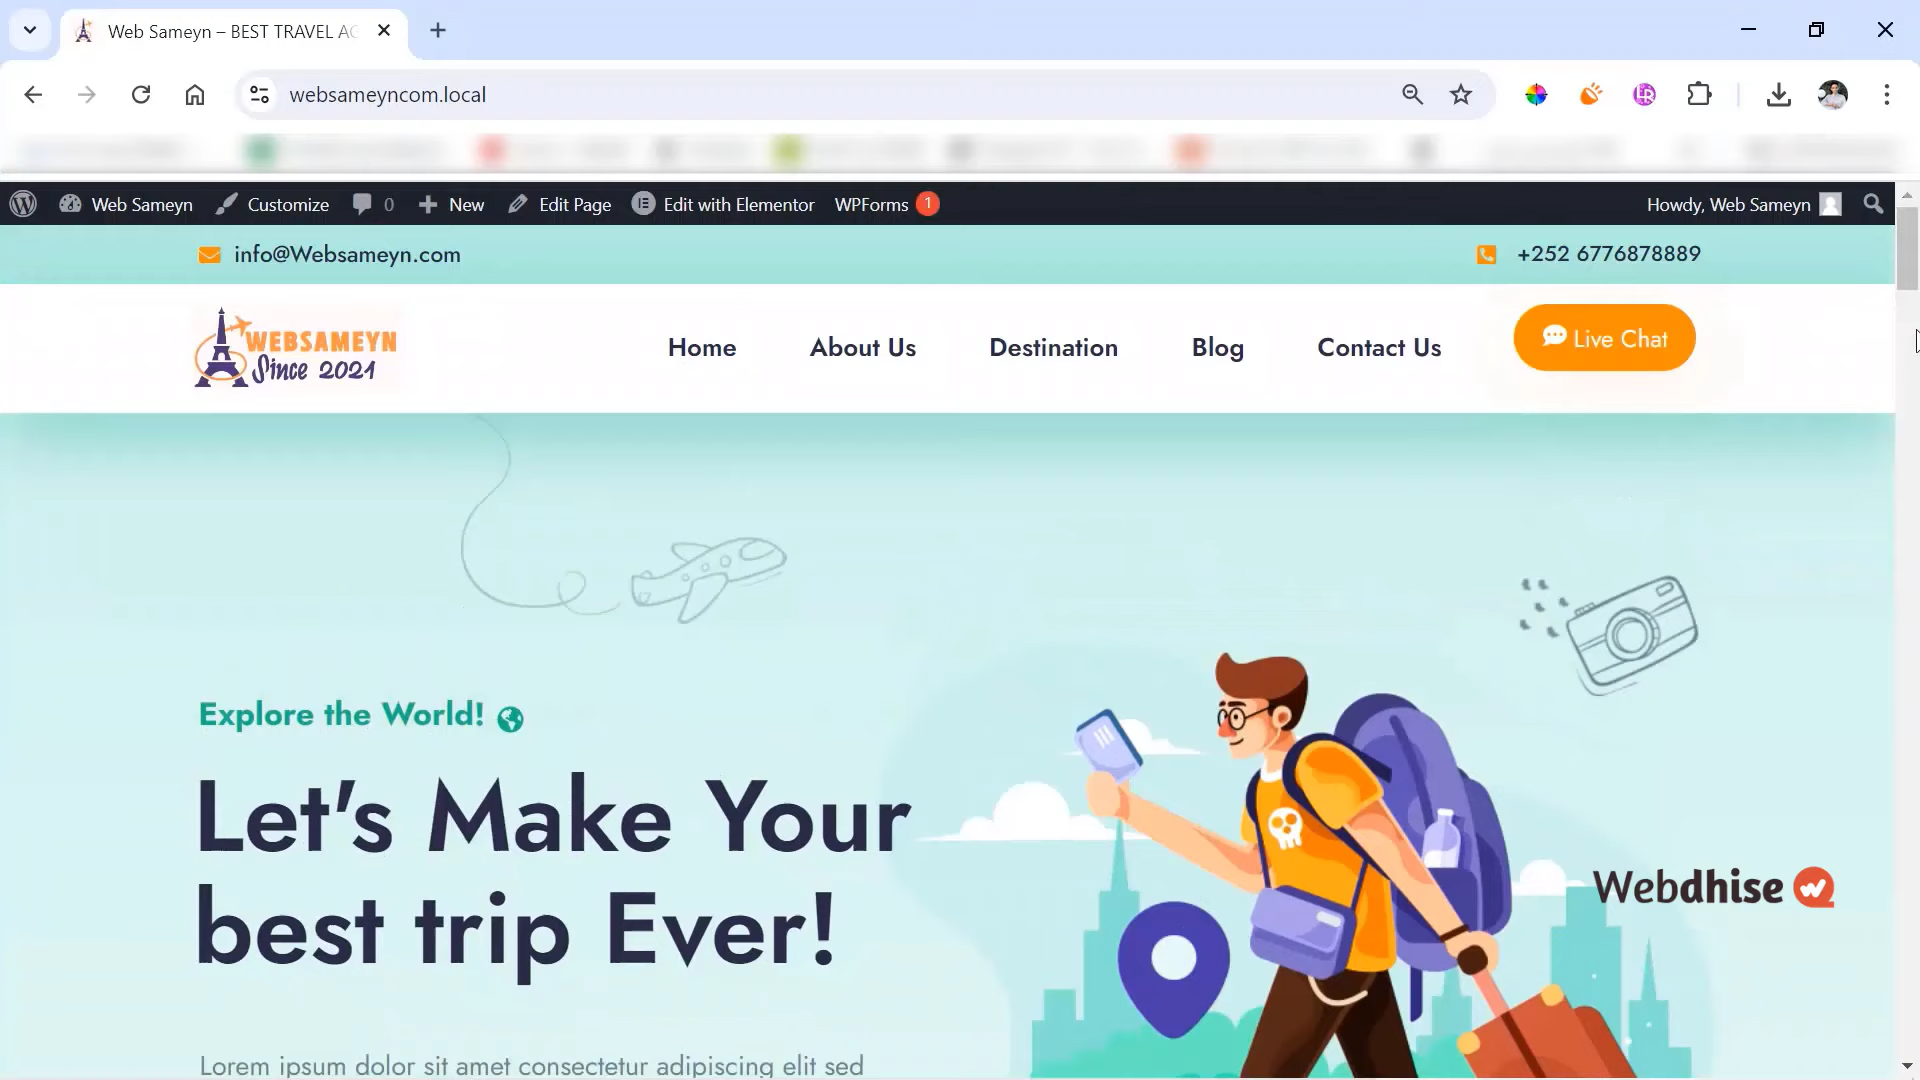 Web Sameyn – BEST TRAVEL AG
websameyncom.local
Web Sameyn
Customize
0
New
Edit Page
Edit with Elementor
WPForms 1
Howdy, Web Sameyn
info@Websameyn.com
+252 6776878889
WEBSAMEYN
Since 2021
Home
About Us
Destination
Blog
Contact Us
Live Chat
Explore the World!
Let's Make Your
best trip Ever!
Webdhise
Lorem ipsum dolor sit amet consectetur adipiscing elit sed